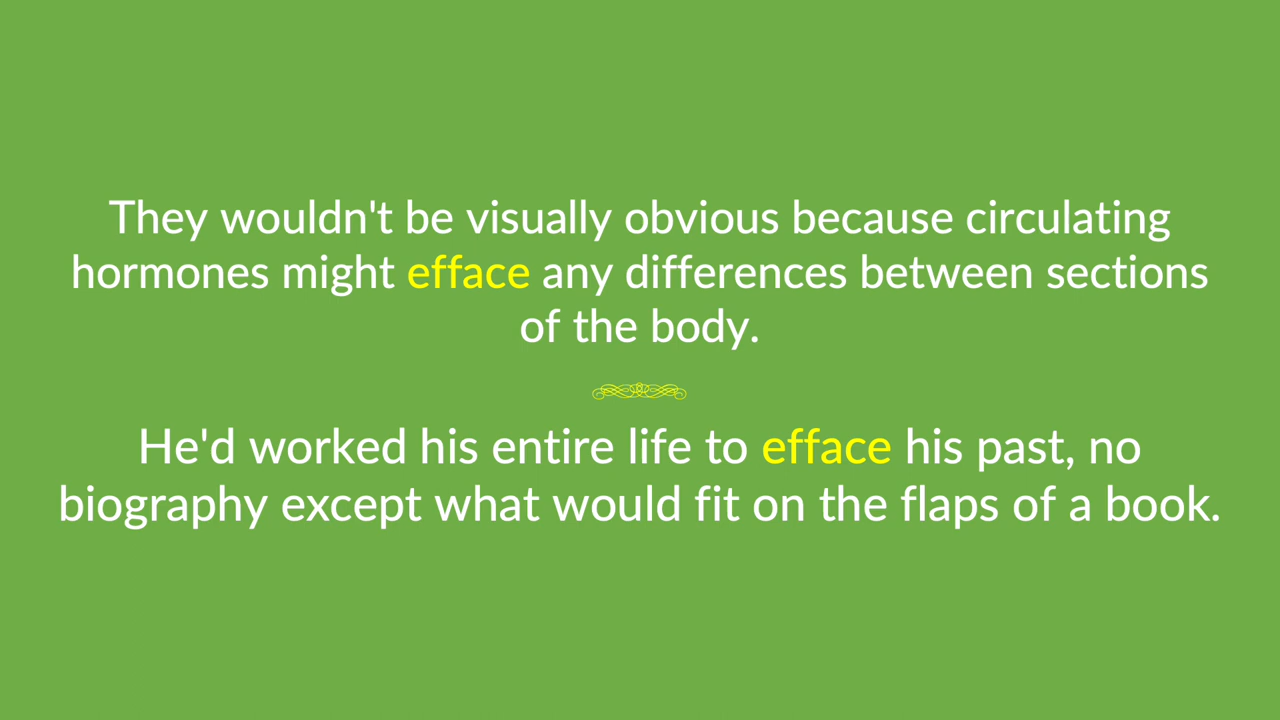 They wouldn't be visually obvious because circulating
hormones might efface any differences between sections
of the body.
He'd worked his entire life to efface his past, no
biography except what would fit on the flaps of a book.